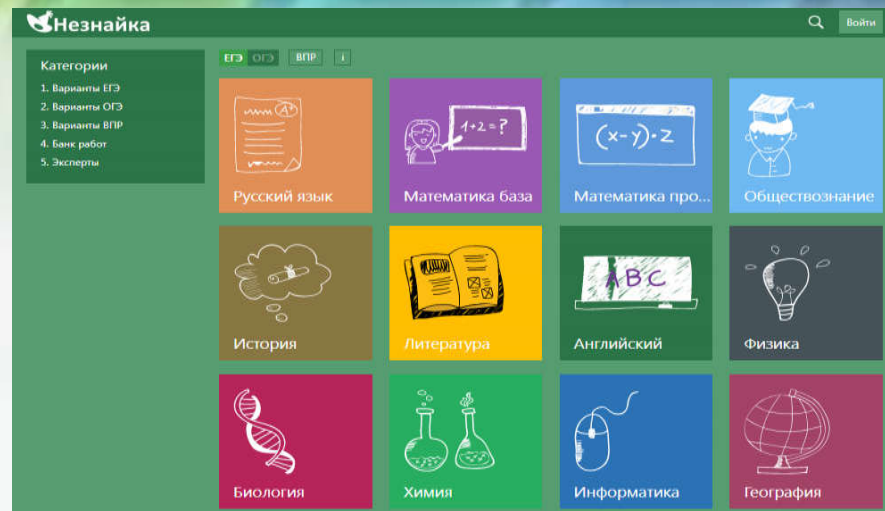 Незнайка
Войти
Категории
1. Варианты ЕГЭ
2. Варианты ОГЭ
3. Варианты ВПР
4. Банк работ
5. Эксперты
ЕГЭ ОГЭ ВПР i
A+
Русский язык
1+2=?
Математика база
(x-y)·z
Математика про...
Обществознание
История
Литература
ABC
Английский
Физика
Биология
Химия
Информатика
География